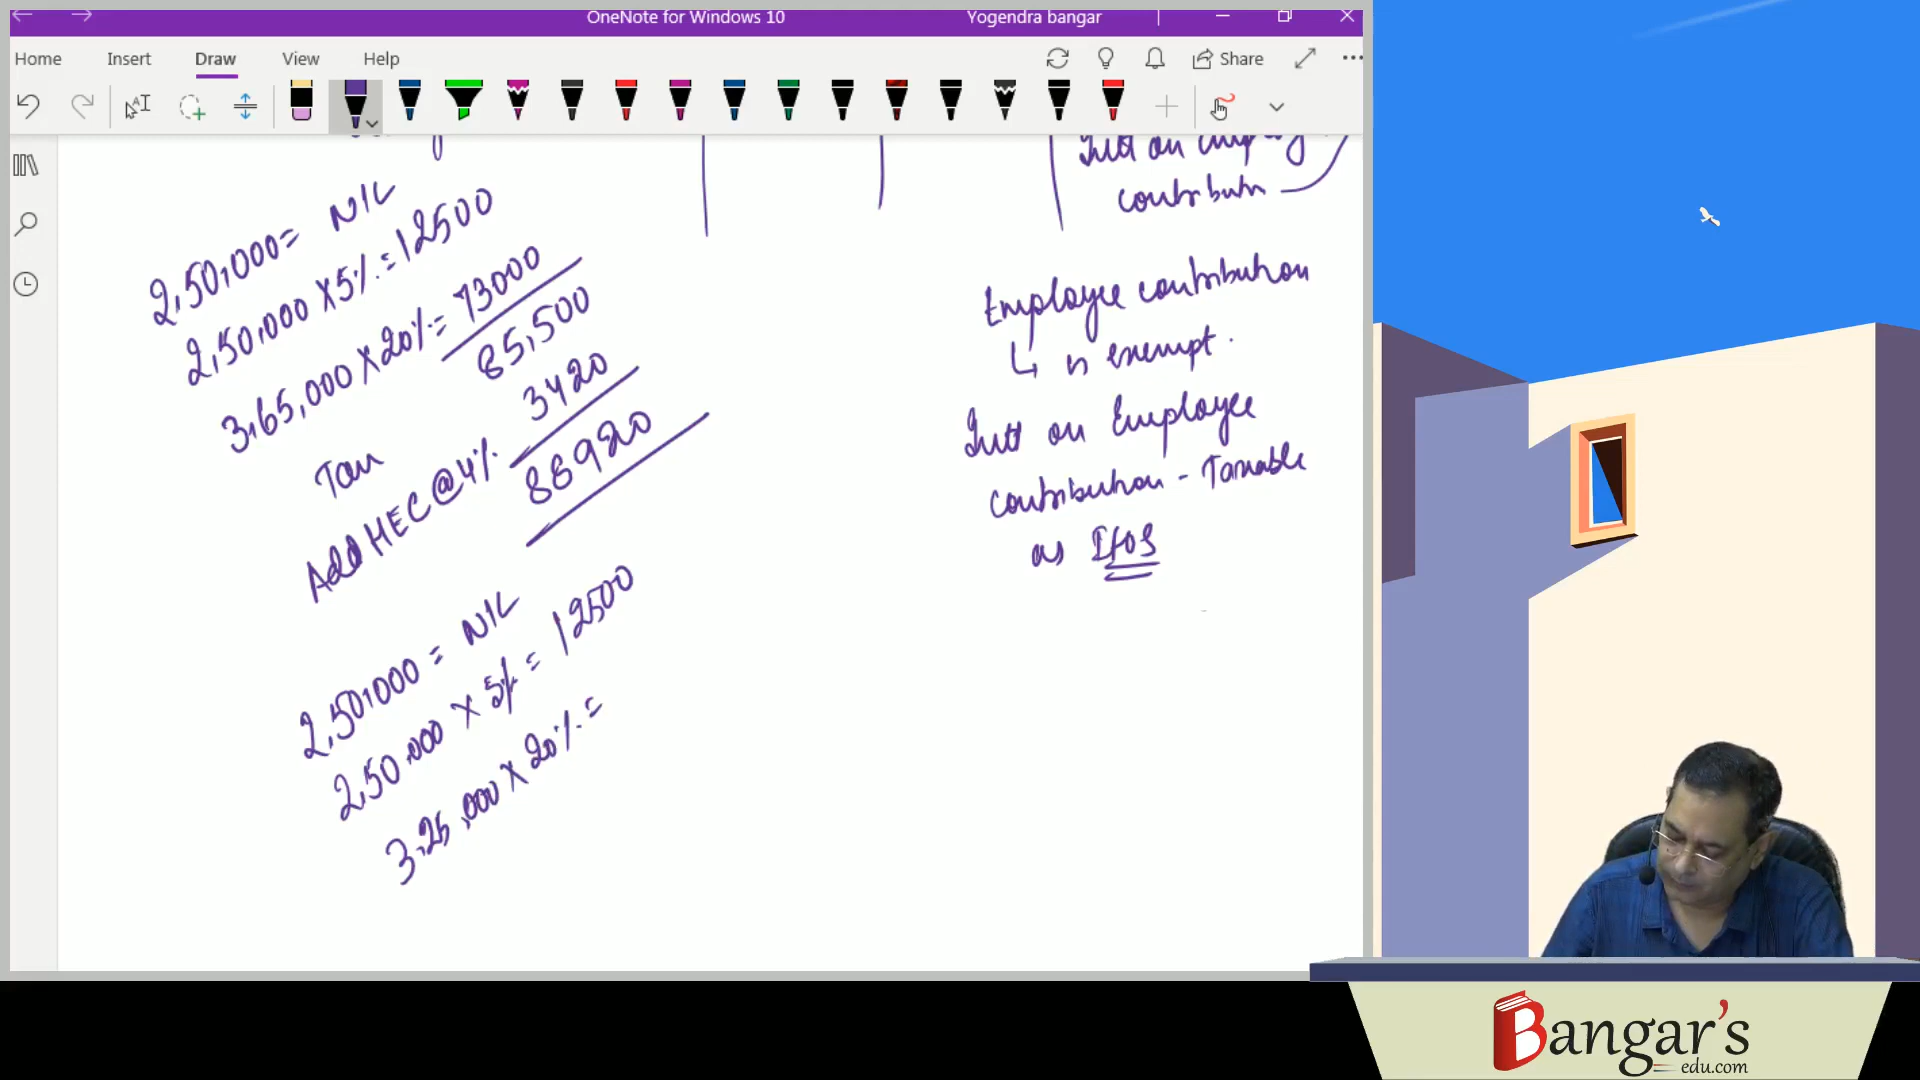 OneNote for Windows 10
Yogendra bangar
Home Insert Draw View Help
Share
contributn
2,50,000= NIL
2,50,000 x 5% = 12500
3,65,000 x 20% = 73000
85,500
3420
Add HEC @ 4%
88920
2,50,000 = NIL
2,50,000 x 5% = 12500
3,25,000 x 20% =
Employee contribution
↳ is exempt.
on Employee
contribution - Taxable
as IFOS
Bangar's
edu.com